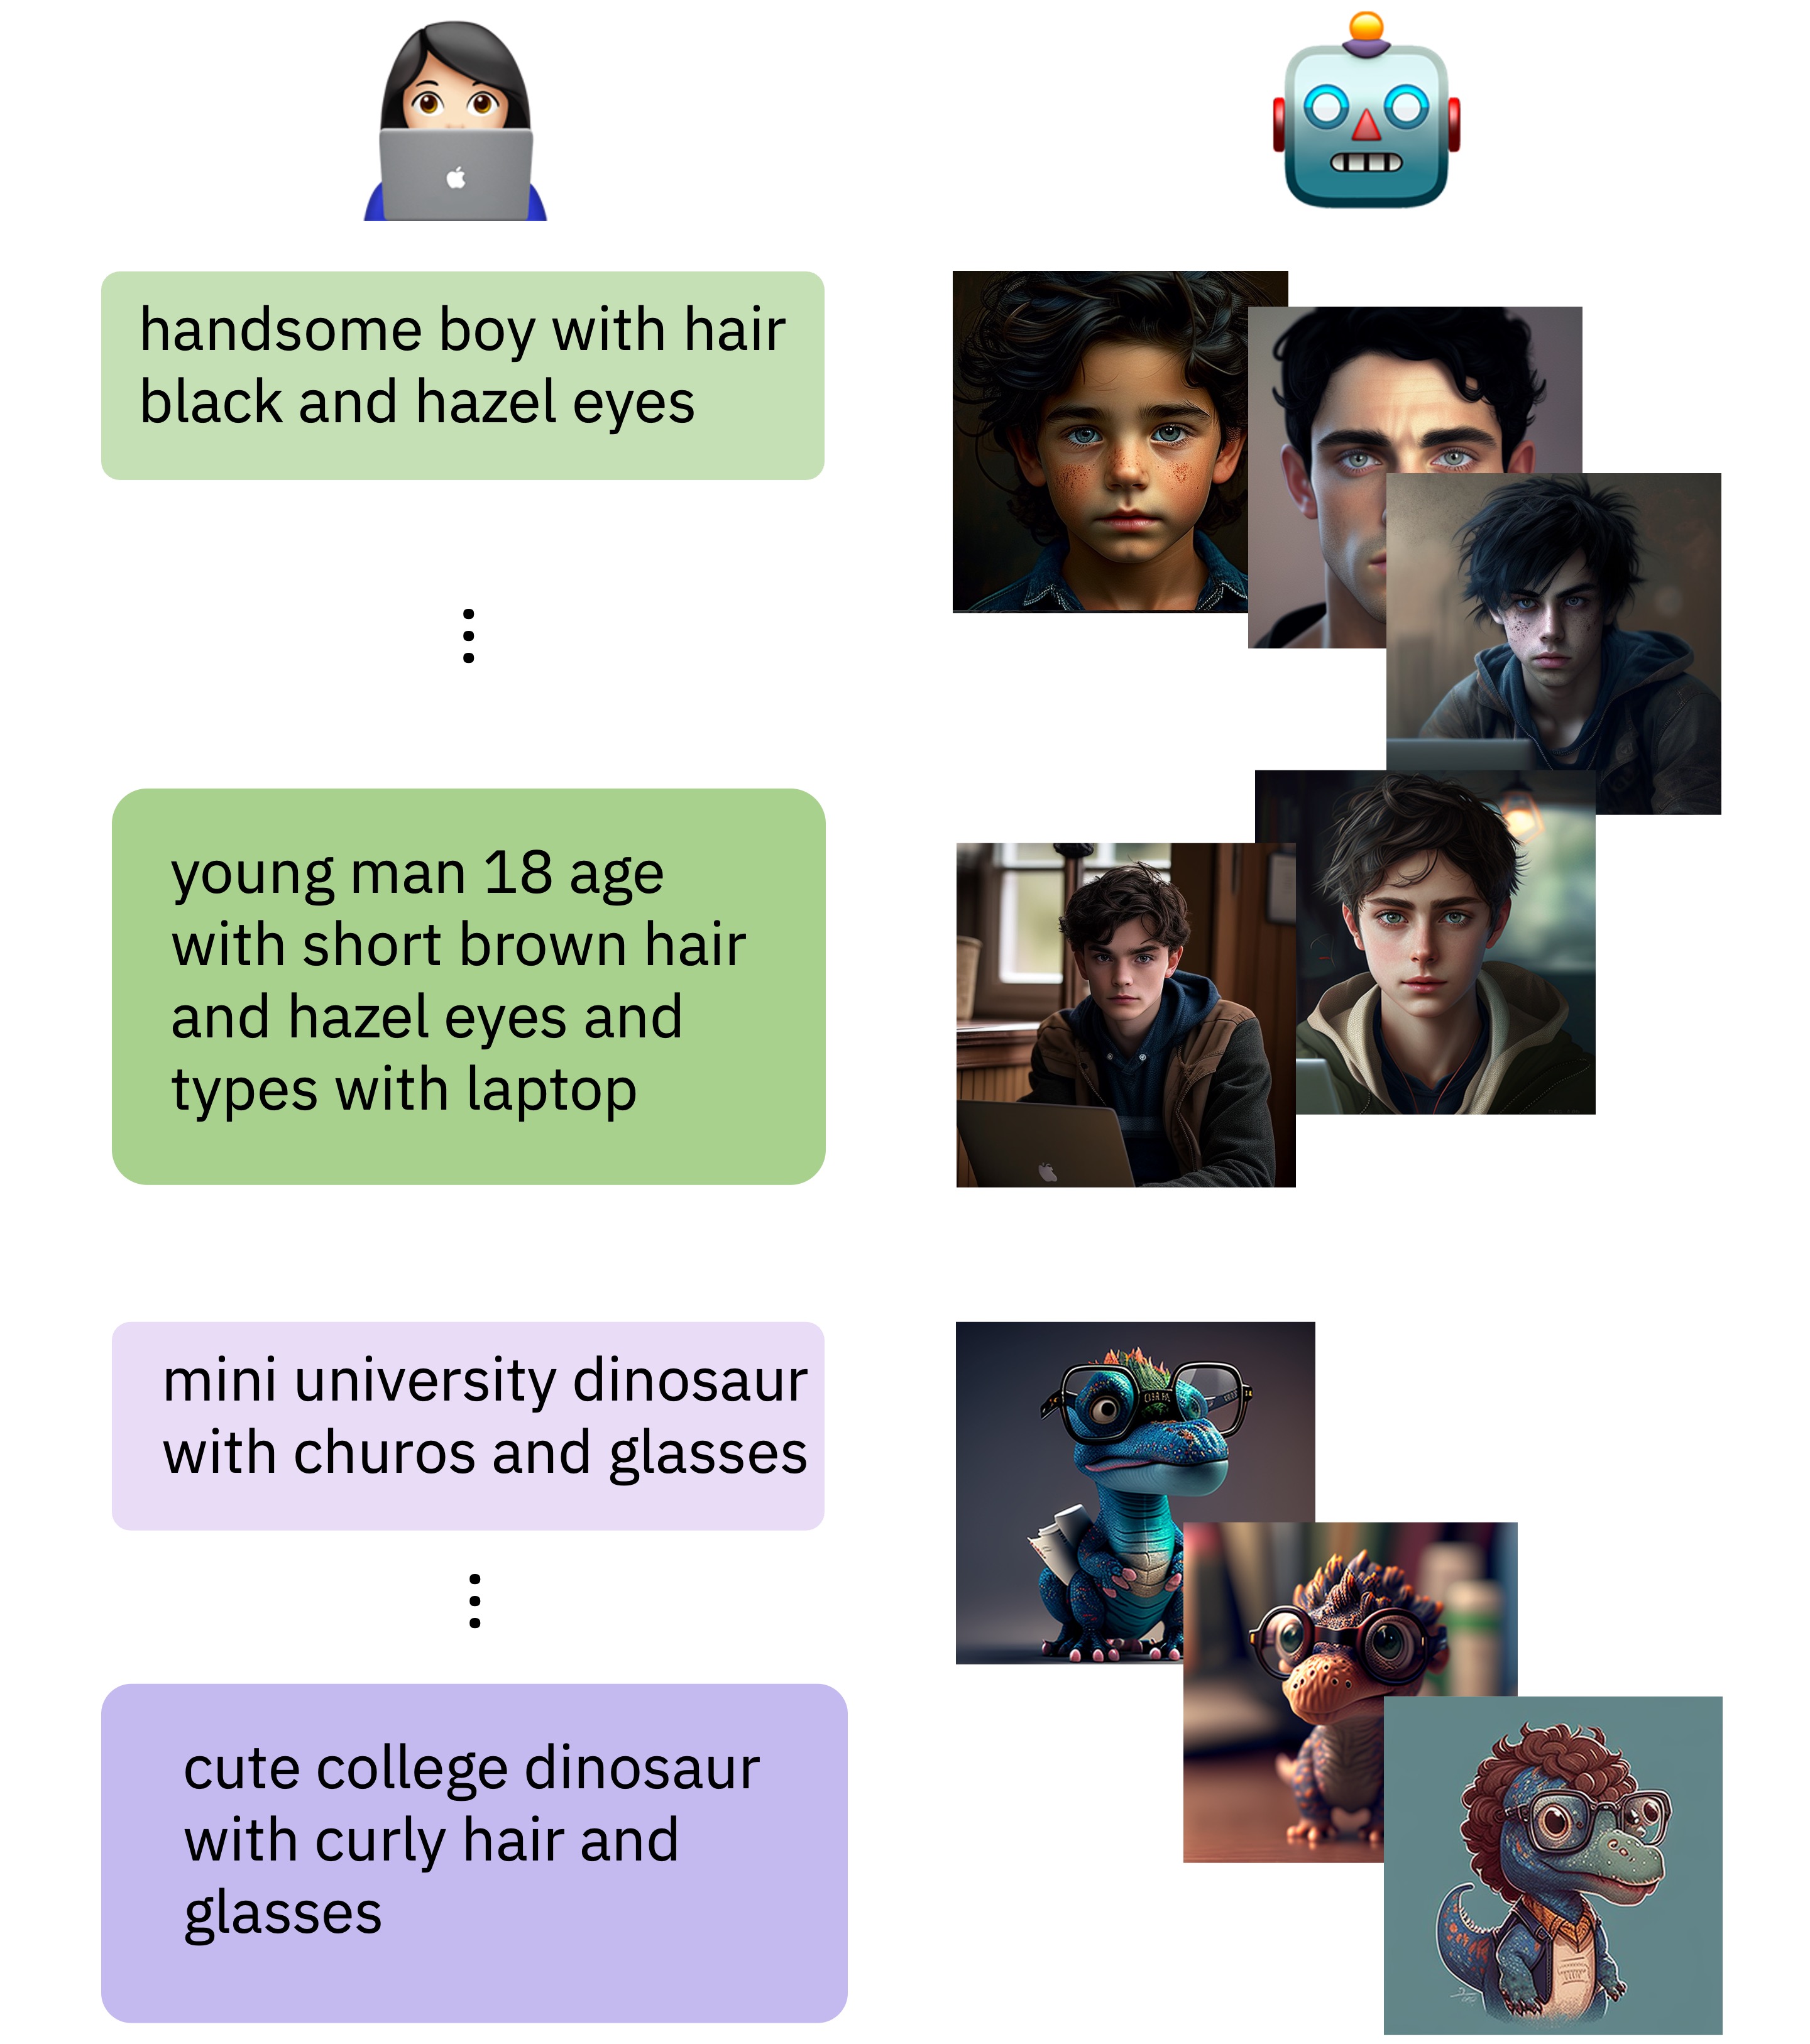 handsome boy with hair
black and hazel eyes
young man 18 age
with short brown hair
and hazel eyes and
types with laptop
mini university dinosaur
with churos and glasses
cute college dinosaur
with curly hair and
glasses